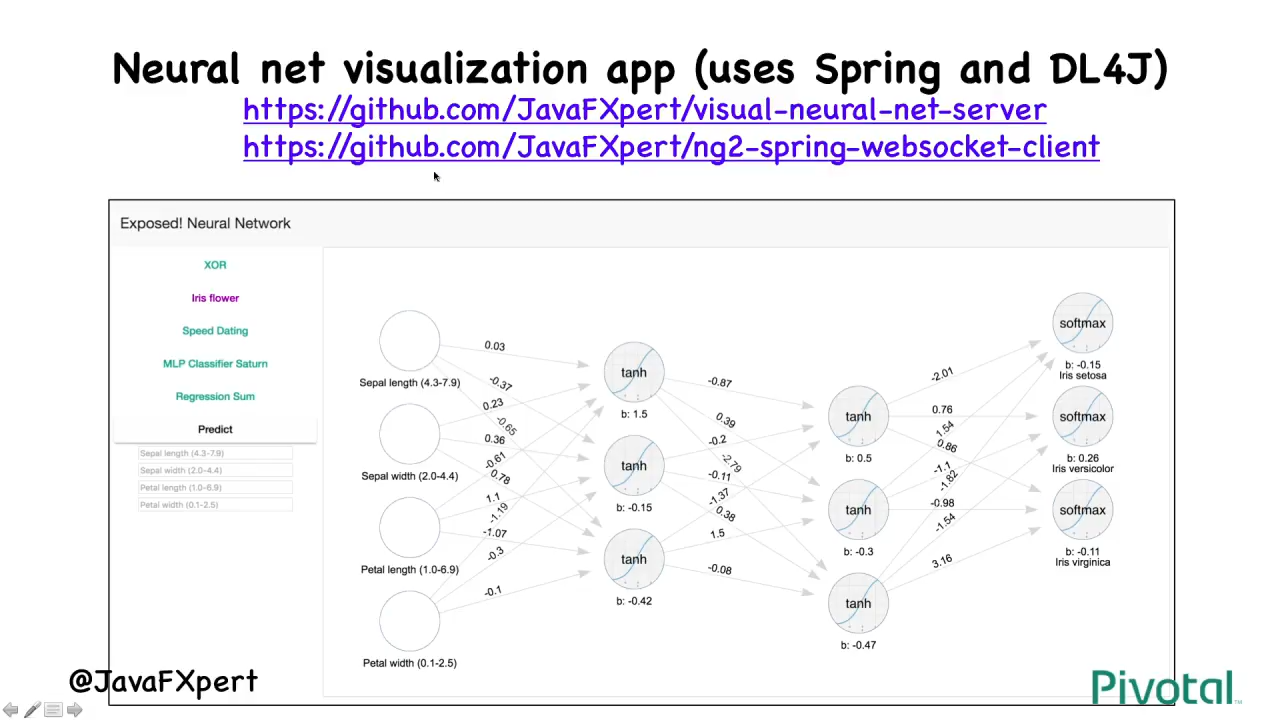 Neural net visualization app (uses Spring and DL4J)
https://github.com/JavaFXpert/visual-neural-net-server
https://github.com/JavaFXpert/ng2-spring-websocket-client
Exposed! Neural Network
XOR
Iris flower
Speed Dating
MLP Classifier Saturn
Regression Sum
Predict
Sepal length (4.3-7.9)
Sepal width (2.0-4.4)
Petal length (1.0-6.9)
Petal width (0.1-2.5)
Sepal length (4.3-7.9)
Sepal width (2.0-4.4)
Petal length (1.0-6.9)
Petal width (0.1-2.5)
0.03
-0.37
-0.65
0.23
0.36
0.78
-0.61
1.1
-1.07
-1.19
-0.3
-0.1
tanh
b: 1.5
tanh
b: -0.15
tanh
b: -0.42
-0.87
0.39
-2.79
-0.2
-0.11
0.38
-1.37
1.5
-0.08
tanh
b: 0.5
tanh
b: -0.3
tanh
b: -0.47
-2.01
0.76
0.86
1.54
-1.1
-0.98
-1.82
-1.54
3.16
softmax
b: -0.15
Iris setosa
softmax
b: 0.26
Iris versicolor
softmax
b: -0.11
Iris virginica
@JavaFXpert
Pivotal